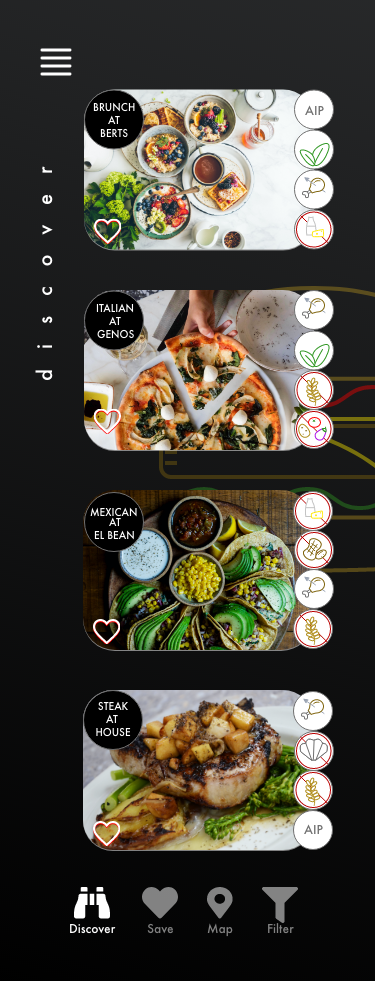 BRUNCH
AT
BERTS
AIP
discover
ITALIAN
AT
GENOS
MEXICAN
AT
EL BEAN
STEAK
AT
HOUSE
AIP
Discover
Save
Map
Filter